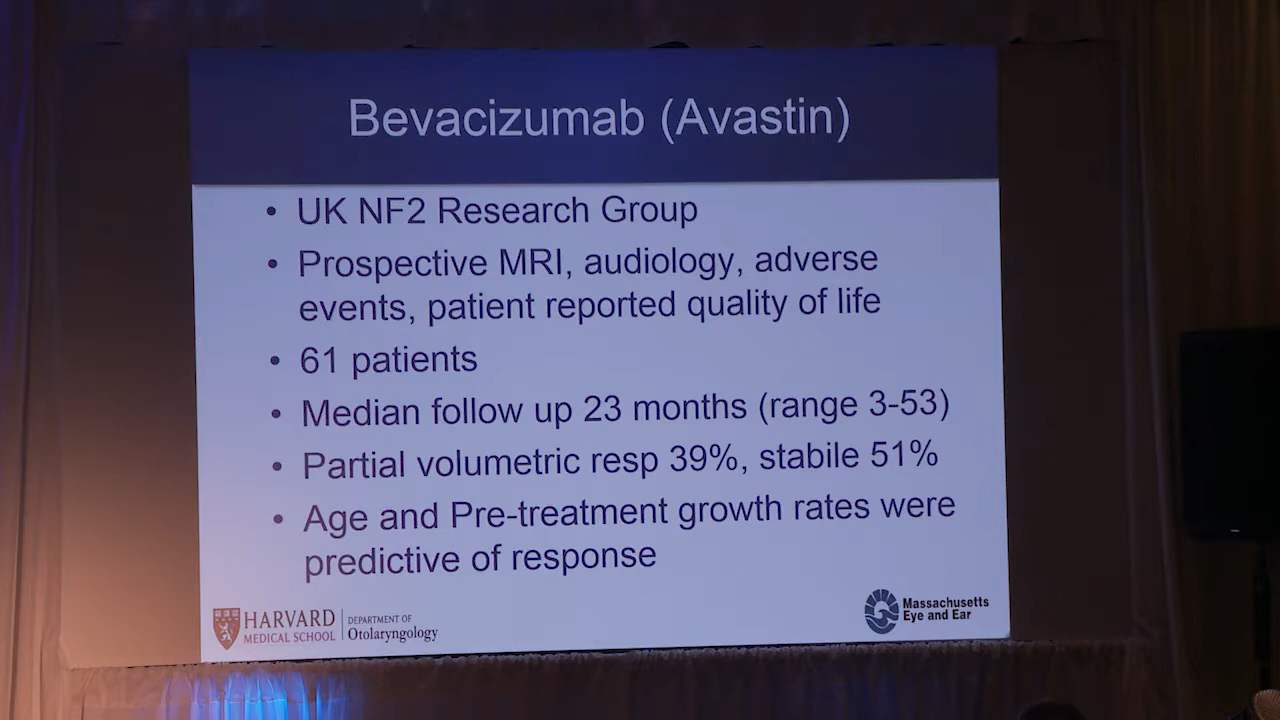 Bevacizumab (Avastin)
• UK NF2 Research Group
• Prospective MRI, audiology, adverse
events, patient reported quality of life
• 61 patients
• Median follow up 23 months (range 3-53)
• Partial volumetric resp 39%, stabile 51%
• Age and Pre-treatment growth rates were
predictive of response
HARVARD
MEDICAL SCHOOL
DEPARTMENT OF
Otolaryngology
Massachusetts
Eye and Ear